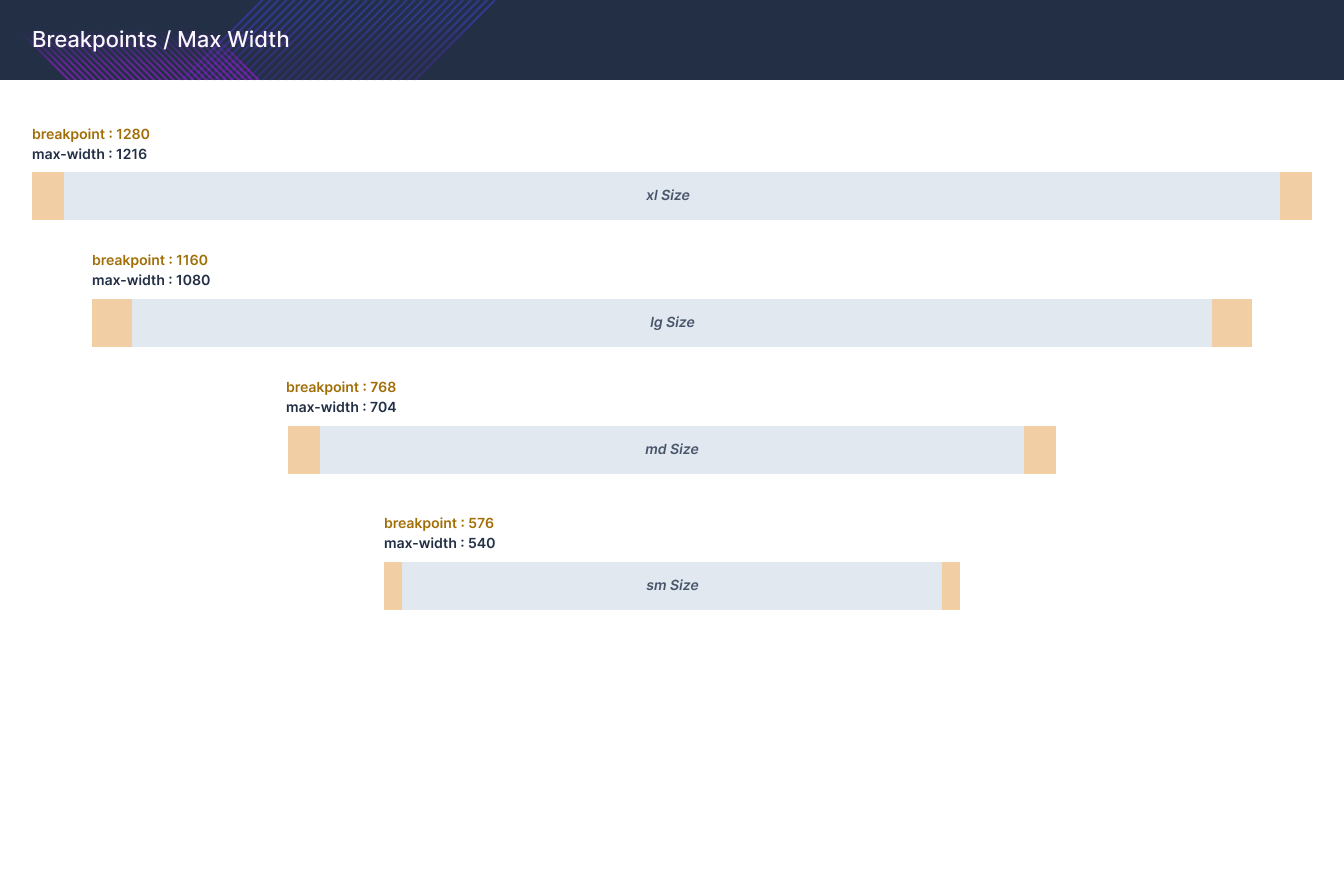 Breakpoints / Max Width
breakpoint : 1280
max-width : 1216
xl Size
breakpoint : 1160
max-width : 1080
lg Size
breakpoint : 768
max-width : 704
md Size
breakpoint : 576
max-width : 540
sm Size